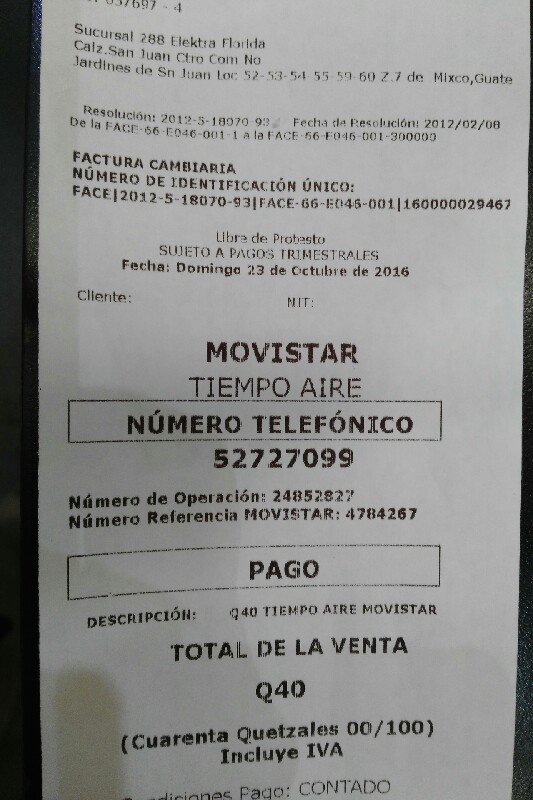 037697 - 4
Sucursal 288 Elektra Florida
Calz.San Juan Ctro Com No
Jardines de Sn Juan Loc 52-53-54-55-59-60 Z.7 de Mixco,Guate
Resolución: 2012-5-18070-93 Fecha de Resolución: 2012/02/08
De la FACE-66-E046-001-1 a la FACE-66-E046-001-300000
FACTURA CAMBIARIA
NÚMERO DE IDENTIFICACIÓN ÚNICO:
FACE|2012-5-18070-93|FACE-66-E046-001|160000029467
Libre de Protesto
SUJETO A PAGOS TRIMESTRALES
Fecha: Domingo 23 de Octubre de 2016
Cliente: NIT:
MOVISTAR
TIEMPO AIRE
NÚMERO TELEFÓNICO
52727099
Número de Operación: 24852827
Número Referencia MOVISTAR: 4784267
PAGO
DESCRIPCIÓN: Q40 TIEMPO AIRE MOVISTAR
TOTAL DE LA VENTA
Q40
(Cuarenta Quetzales 00/100)
Incluye IVA
Condiciones Pago: CONTADO